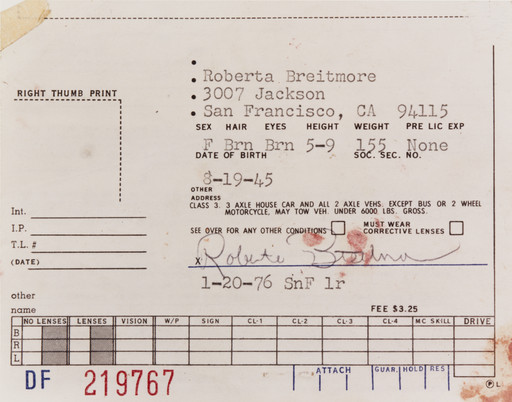 Roberta Breitmore
RIGHT THUMB PRINT
3007 Jackson
San Francisco, CA 94115
SEX HAIR EYES HEIGHT WEIGHT PRE LIC EXP
F Brn Brn 5-9 155 None
DATE OF BIRTH SOC. SEC. NO.
8-19-45
OTHER
ADDRESS
CLASS 3. 3 AXLE HOUSE CAR AND ALL 2 AXLE VEHS. EXCEPT BUS OR 2 WHEEL
MOTORCYCLE, MAY TOW VEH. UNDER 6000 LBS. GROSS.
Int.
I.P.
T.L. #
(DATE)
SEE OVER FOR ANY OTHER CONDITIONS MUST WEAR
CORRECTIVE LENSES
X Roberta Breitmore
1-20-76 SnF lr
other
name
FEE $3.25
NO LENSES LENSES VISION W/P SIGN CL-1 CL-2 CL-3 CL-4 MC SKILL DRIVE
B
R
L
DF 219767
ATTACH GUAR. HOLD RES
P L